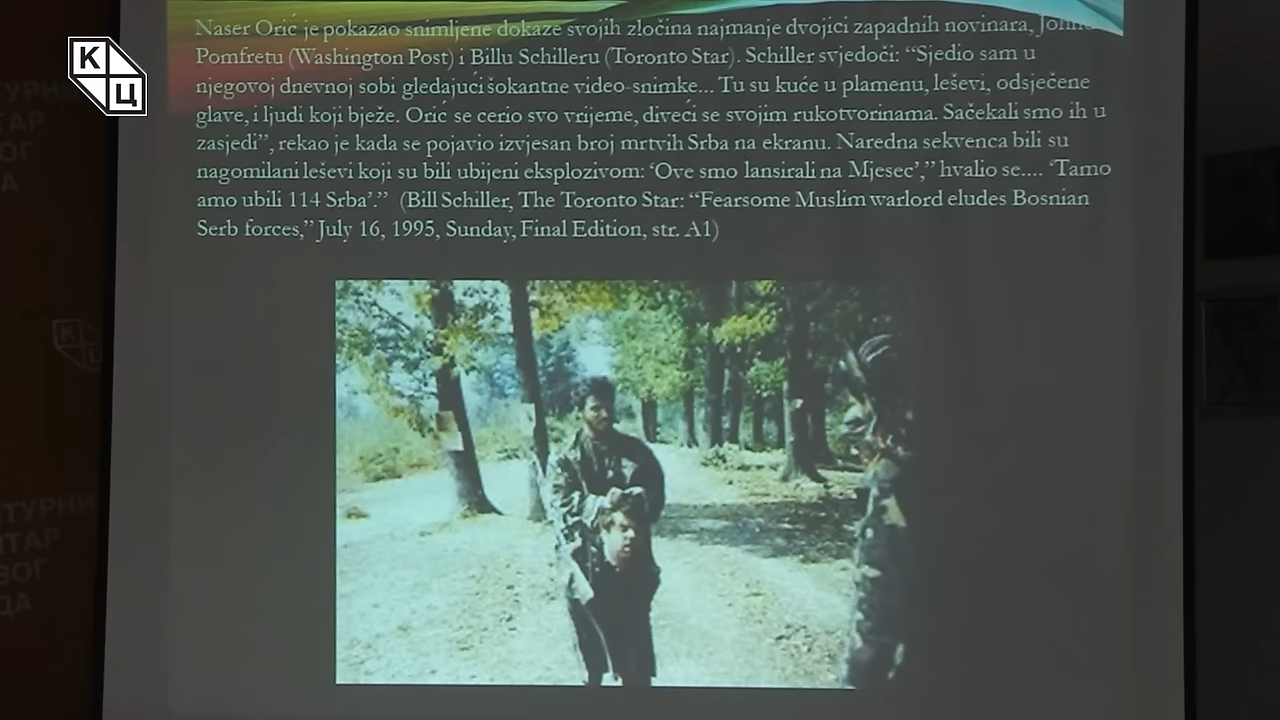 Naser Orić je pokazao snimljene dokaze svojih zločina najmanje dvojici zapadnih novinara, John
Pomfretu (Washington Post) i Billu Schilleru (Toronto Star). Schiller svjedoči: “Sjedio sam u
njegovoj dnevnoj sobi gledajući šokantne video-snimke... Tu su kuće u plamenu, leševi, odsječene
glave, i ljudi koji bježe. Orić se cerio svo vrijeme, diveći se svojim rukotvorinama. Sačekali smo ih u
zasjedi”, rekao je kada se pojavio izvjesan broj mrtvih Srba na ekranu. Naredna sekvenca bili su
nagomilani leševi koji su bili ubijeni eksplozivom: ‘Ove smo lansirali na Mjesec’,” hvalio se.... ‘Tamo
amo ubili 114 Srba’.” (Bill Schiller, The Toronto Star: “Fearsome Muslim warlord eludes Bosnian
Serb forces,” July 16, 1995, Sunday, Final Edition, str. A1)
К
Ц
К
Ц